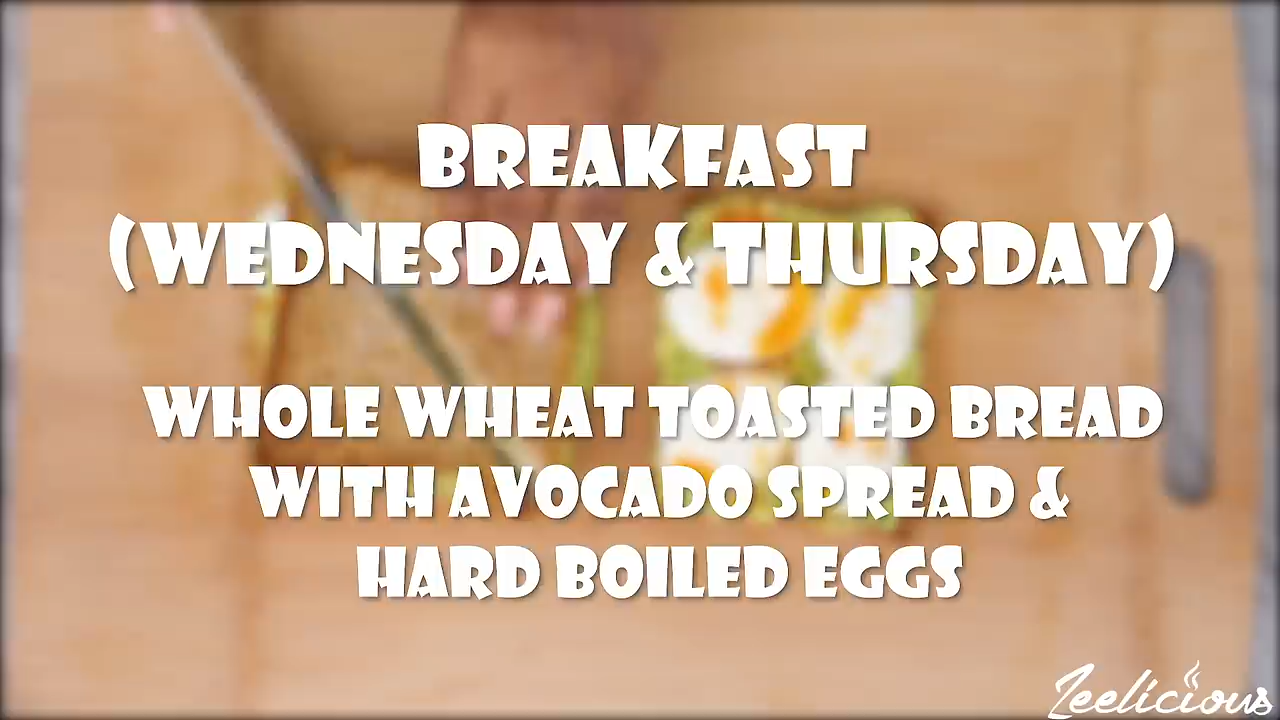 BREAKFAST
(WEDNESDAY & THURSDAY)
WHOLE WHEAT TOASTED BREAD
WITH AVOCADO SPREAD &
HARD BOILED EGGS
Zeelicious